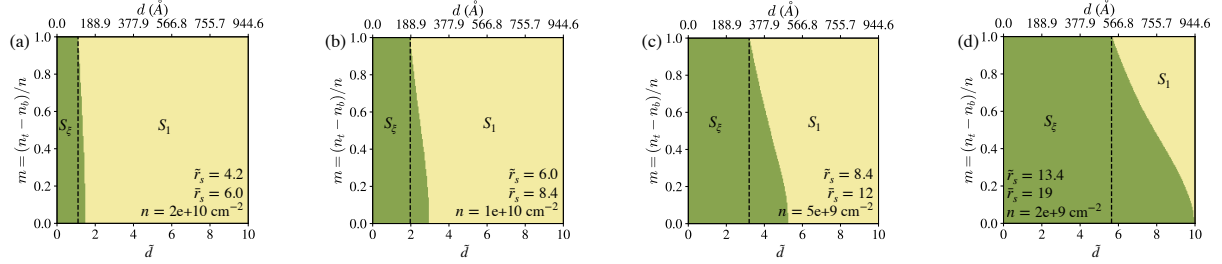 (a)
d (Å)
0.0 188.9 377.9 566.8 755.7 944.6
m = (n_t − n_b)/n
1.0
0.8
0.6
0.4
0.2
0.0
S_ξ
S_1
r̄_s = 4.2
r̄_s = 6.0
n = 2e+10 cm⁻²
0 2 4 6 8 10
d̄
(b)
d (Å)
0.0 188.9 377.9 566.8 755.7 944.6
m = (n_t − n_b)/n
1.0
0.8
0.6
0.4
0.2
0.0
S_ξ
S_1
r̄_s = 6.0
r̄_s = 8.4
n = 1e+10 cm⁻²
0 2 4 6 8 10
d̄
(c)
d (Å)
0.0 188.9 377.9 566.8 755.7 944.6
m = (n_t − n_b)/n
1.0
0.8
0.6
0.4
0.2
0.0
S_ξ
S_1
r̄_s = 8.4
r̄_s = 12
n = 5e+9 cm⁻²
0 2 4 6 8 10
d̄
(d)
d (Å)
0.0 188.9 377.9 566.8 755.7 944.6
m = (n_t − n_b)/n
1.0
0.8
0.6
0.4
0.2
0.0
S_1
S_ξ
r̄_s = 13.4
r̄_s = 19
n = 2e+9 cm⁻²
0 2 4 6 8 10
d̄